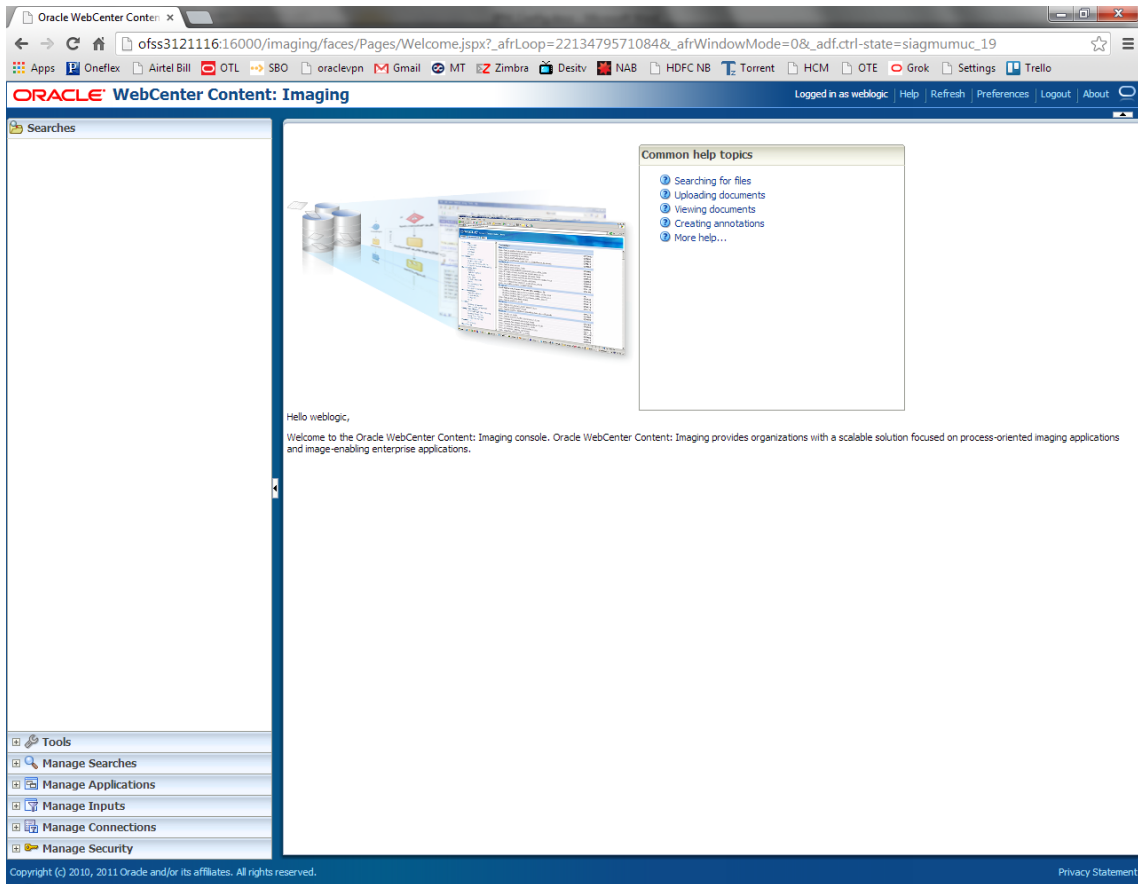 Oracle WebCenter Conten
ofss3121116:16000/imaging/faces/Pages/Welcome.jspx?_afrLoop=2213479571084&_afrWindowMode=0&_adf.ctrl-state=siagmumuc_19
Apps Oneflex Airtel Bill OTL SBO oraclevpn Gmail MT Zimbra Desitv NAB HDFC NB Torrent HCM OTE Grok Settings Trello
ORACLE WebCenter Content: Imaging
Logged in as weblogic Help Refresh Preferences Logout About
Searches
Common help topics
Searching for files
Uploading documents
Viewing documents
Creating annotations
More help...
Hello weblogic,
Welcome to the Oracle WebCenter Content: Imaging console. Oracle WebCenter Content: Imaging provides organizations with a scalable solution focused on process-oriented imaging applications
and image-enabling enterprise applications.
Tools
Manage Searches
Manage Applications
Manage Inputs
Manage Connections
Manage Security
Copyright (c) 2010, 2011 Oracle and/or its affiliates. All rights reserved.
Privacy Statement